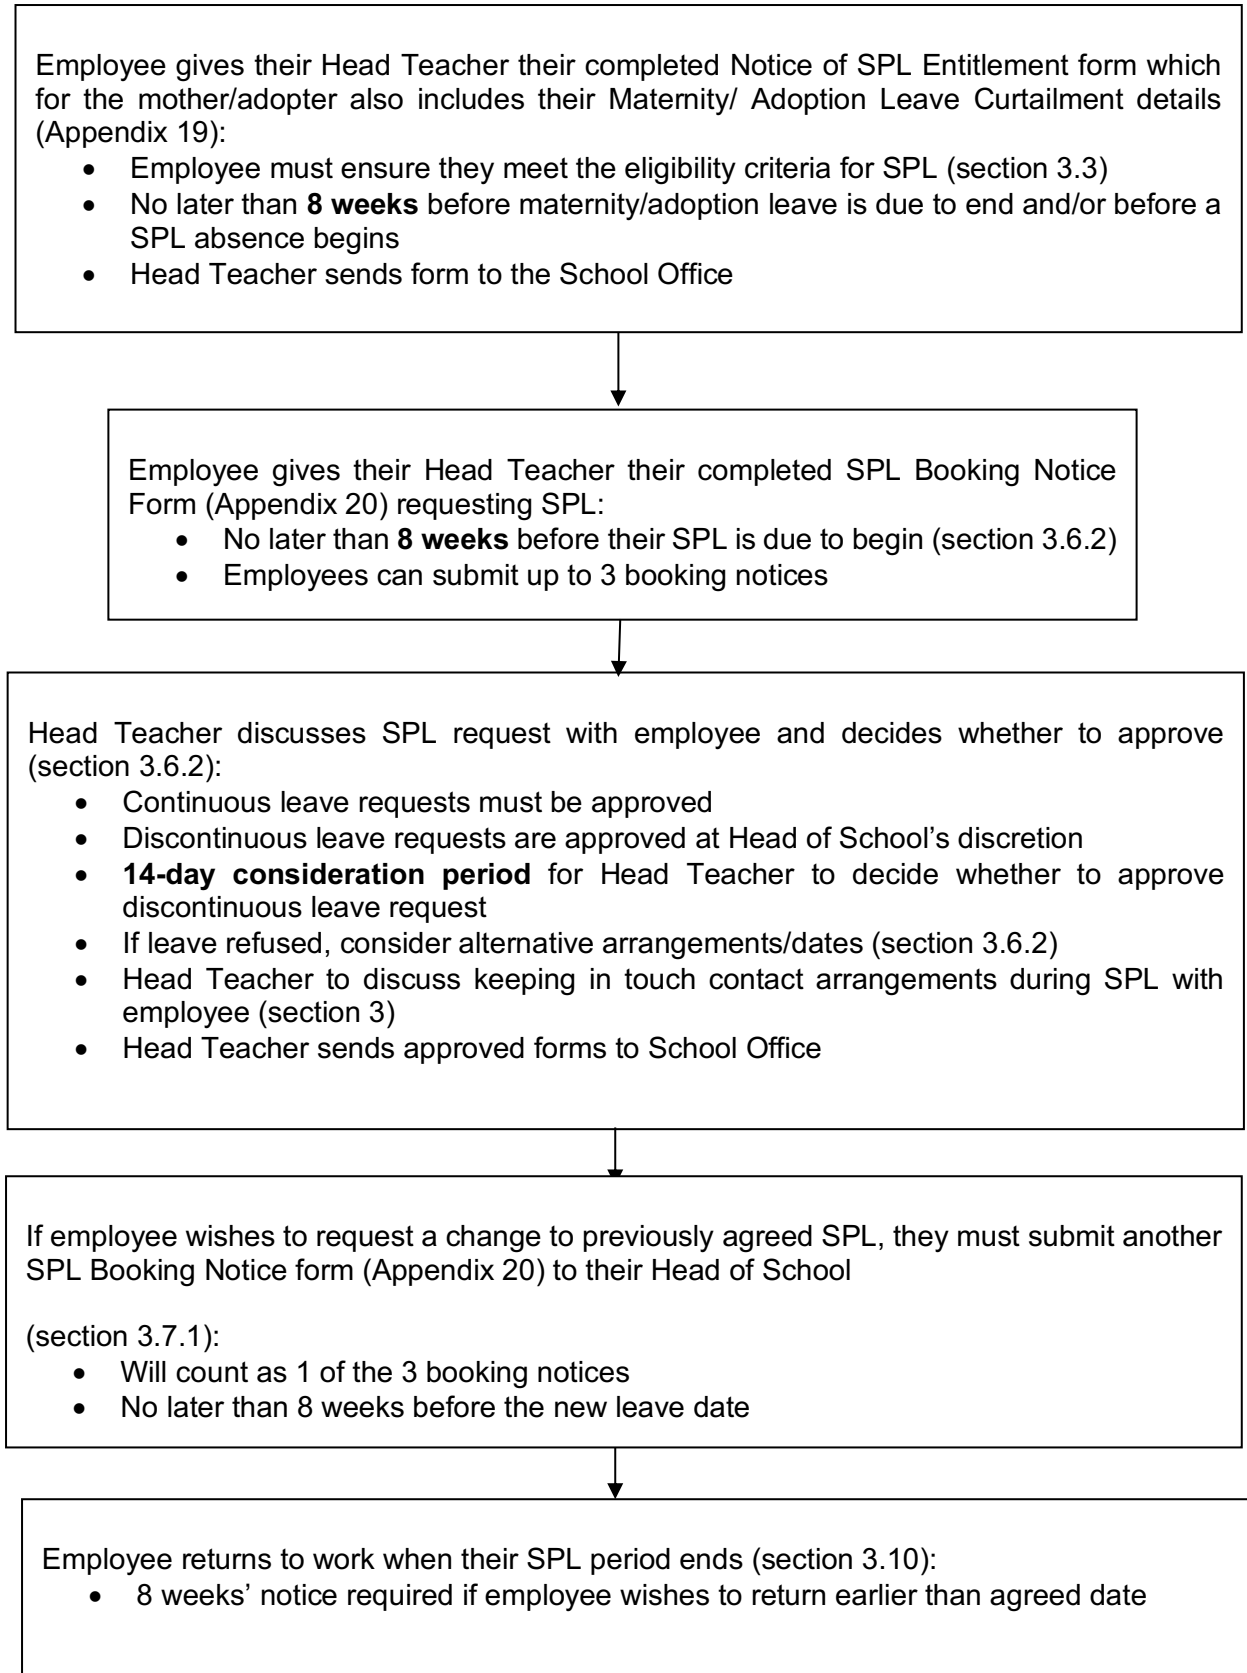 Employee gives their Head Teacher their completed Notice of SPL Entitlement form which
for the mother/adopter also includes their Maternity/ Adoption Leave Curtailment details
(Appendix 19):
• Employee must ensure they meet the eligibility criteria for SPL (section 3.3)
• No later than 8 weeks before maternity/adoption leave is due to end and/or before a
SPL absence begins
• Head Teacher sends form to the School Office
Employee gives their Head Teacher their completed SPL Booking Notice
Form (Appendix 20) requesting SPL:
• No later than 8 weeks before their SPL is due to begin (section 3.6.2)
• Employees can submit up to 3 booking notices
Head Teacher discusses SPL request with employee and decides whether to approve
(section 3.6.2):
• Continuous leave requests must be approved
• Discontinuous leave requests are approved at Head of School’s discretion
• 14-day consideration period for Head Teacher to decide whether to approve
discontinuous leave request
• If leave refused, consider alternative arrangements/dates (section 3.6.2)
• Head Teacher to discuss keeping in touch contact arrangements during SPL with
employee (section 3)
• Head Teacher sends approved forms to School Office
If employee wishes to request a change to previously agreed SPL, they must submit another
SPL Booking Notice form (Appendix 20) to their Head of School
(section 3.7.1):
• Will count as 1 of the 3 booking notices
• No later than 8 weeks before the new leave date
Employee returns to work when their SPL period ends (section 3.10):
• 8 weeks’ notice required if employee wishes to return earlier than agreed date